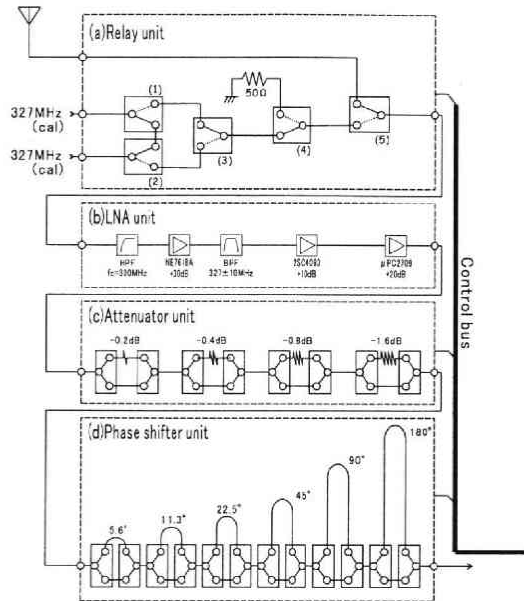 (a)Relay unit
50Ω
(1)
327MHz
(cal)
(3)
(4)
(5)
327MHz
(cal)
(2)
(b)LNA unit
HPF
fc=300MHz
NE7618A
+30dB
BPF
327±10MHz
2SC4093
+10dB
μPC2709
+20dB
Control bus
(c)Attenuator unit
-0.2dB
-0.4dB
-0.8dB
-1.6dB
(d)Phase shifter unit
180°
90°
45°
22.5°
11.3°
5.6°